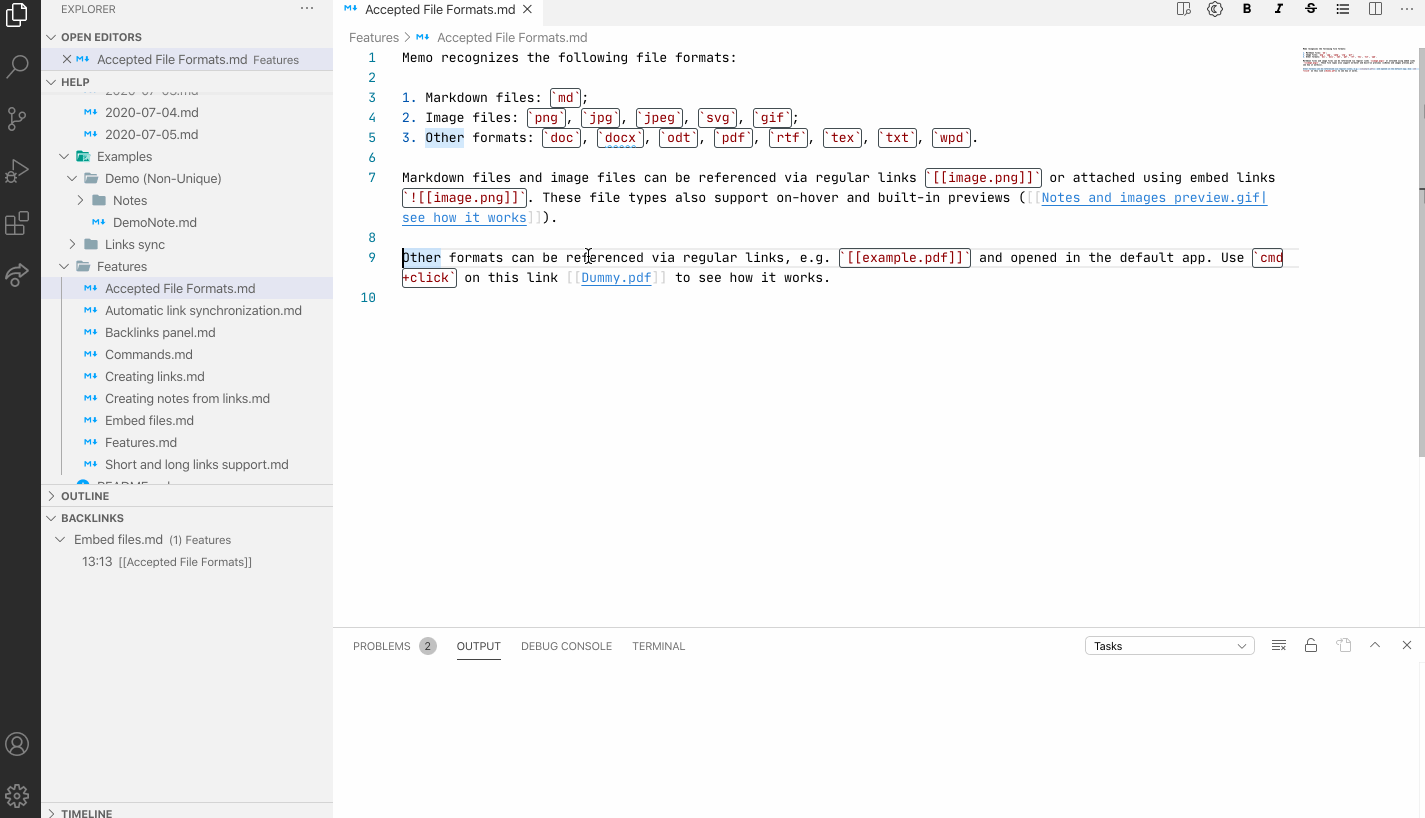 EXPLORER
OPEN EDITORS
Accepted File Formats.md Features
HELP
2020-07-04.md
2020-07-05.md
Examples
Demo (Non-Unique)
Notes
DemoNote.md
Links sync
Features
Accepted File Formats.md
Automatic link synchronization.md
Backlinks panel.md
Commands.md
Creating links.md
Creating notes from links.md
Embed files.md
Features.md
Short and long links support.md
OUTLINE
BACKLINKS
Embed files.md (1) Features
13:13 [[Accepted File Formats]]
TIMELINE
Accepted File Formats.md
B I S
Features > Accepted File Formats.md
1 Memo recognizes the following file formats:
2
3 1. Markdown files: `md`;
4 2. Image files: `png`, `jpg`, `jpeg`, `svg`, `gif`;
5 3. Other formats: `doc`, `docx`, `odt`, `pdf`, `rtf`, `tex`, `txt`, `wpd`.
6
7 Markdown files and image files can be referenced via regular links `[[image.png]]` or attached using embed links
`![[image.png]]`. These file types also support on-hover and built-in previews ([[Notes and images preview.gif|
see how it works]]).
8
9 Other formats can be referenced via regular links, e.g. `[[example.pdf]]` and opened in the default app. Use `cmd
+click` on this link [[Dummy.pdf]] to see how it works.
10
PROBLEMS 2 OUTPUT DEBUG CONSOLE TERMINAL
Tasks